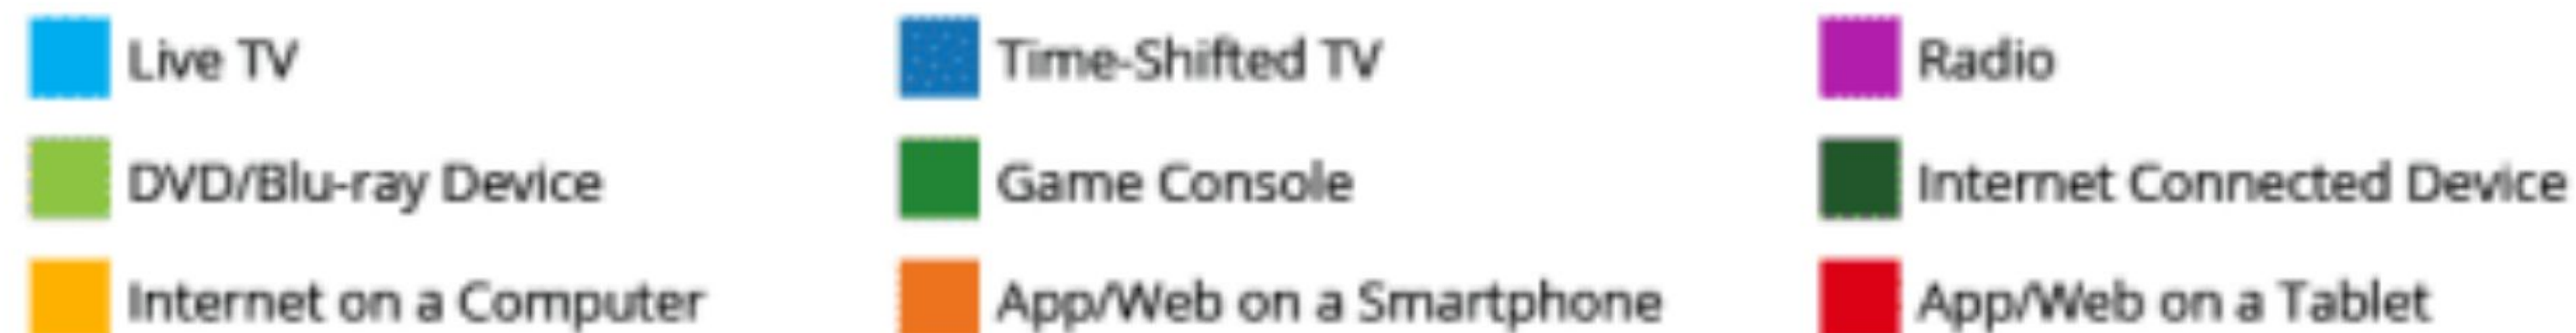 Live TV Time-Shifted TV Radio
DVD/Blu-ray Device Game Console Internet Connected Device
Internet on a Computer App/Web on a Smartphone App/Web on a Tablet